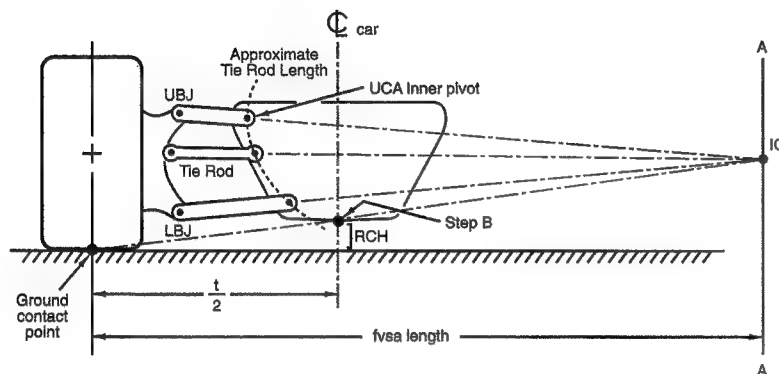 ℄ car
A
Approximate
Tie Rod Length
UBJ
UCA Inner pivot
IC
Tie Rod
Step B
LBJ
RCH
Ground
contact
point
t
2
fvsa length
A